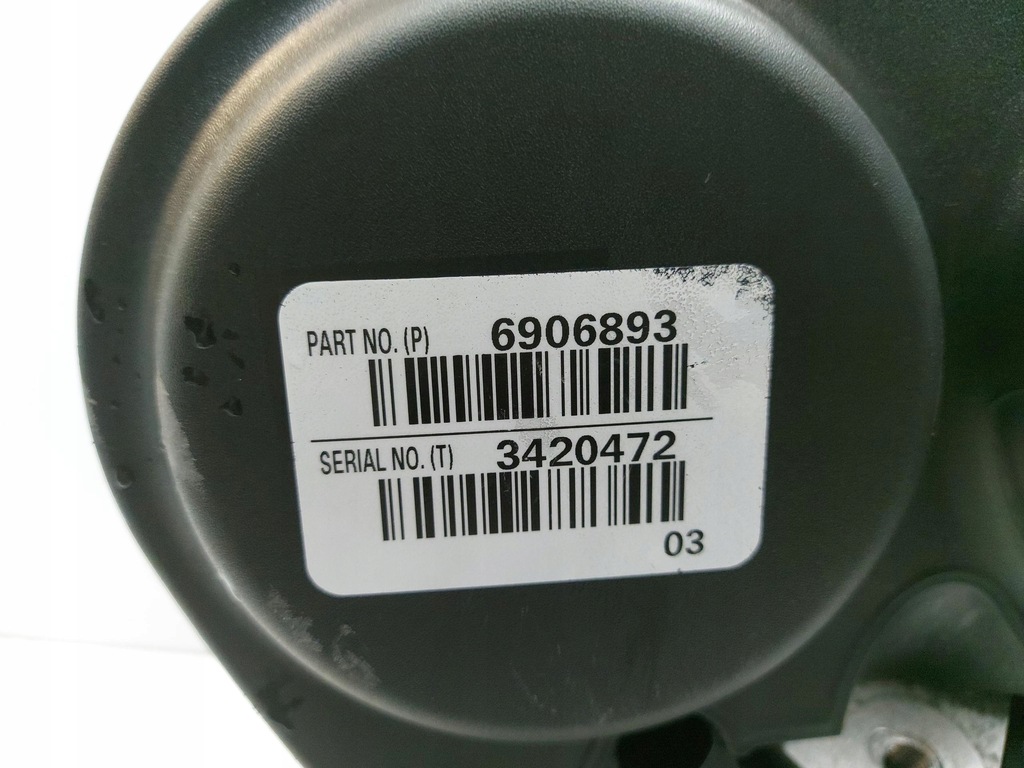 PART NO. (P) 6906893
SERIAL NO. (T) 3420472
03